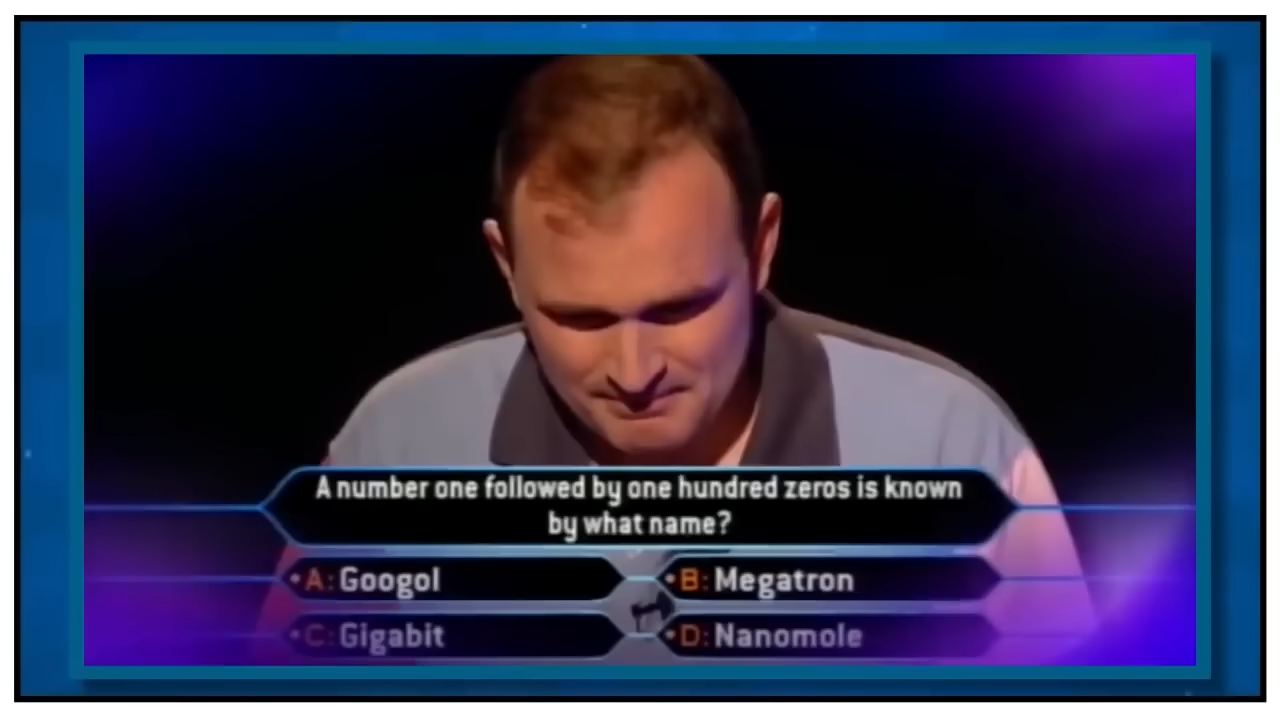 A number one followed by one hundred zeros is known
by what name?
A: Googol
B: Megatron
C: Gigabit
D: Nanomole